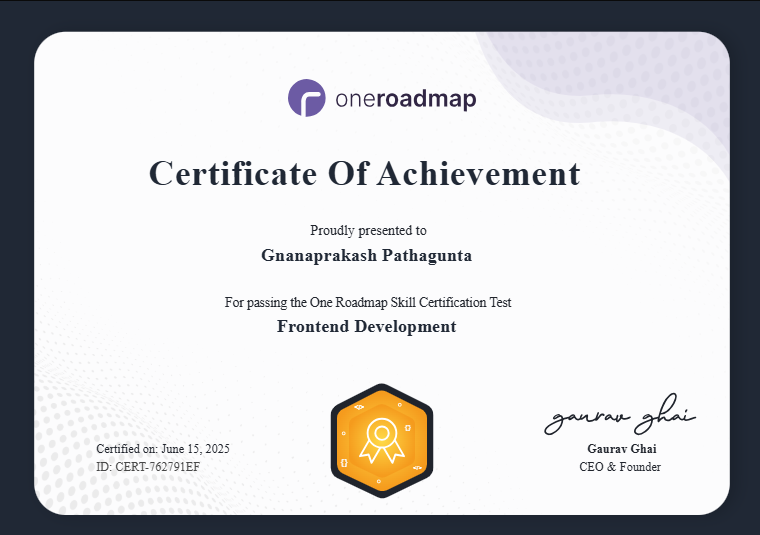 oneroadmap
Certificate Of Achievement
Proudly presented to
Gnanaprakash Pathagunta
For passing the One Roadmap Skill Certification Test
Frontend Development
gaurav ghai
Certified on: June 15, 2025
ID: CERT-762791EF
Gaurav Ghai
CEO & Founder